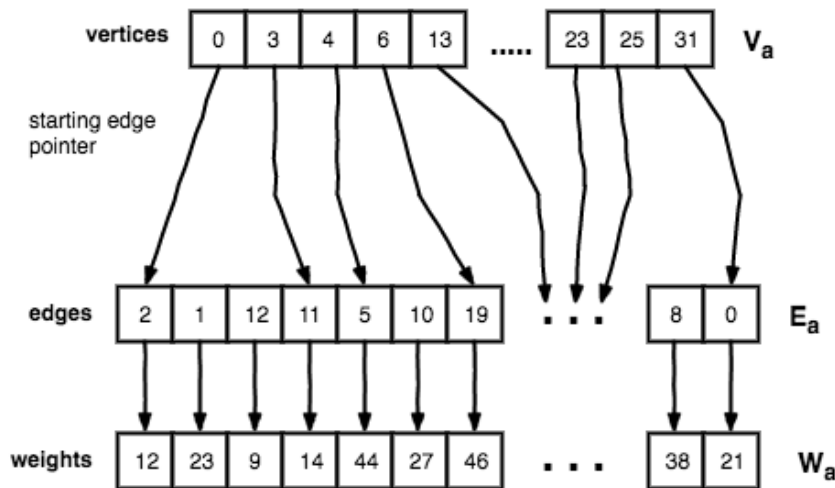 vertices 0 3 4 6 13 ..... 23 25 31 Va
starting edge
pointer
edges 2 1 12 11 5 10 19 . . . 8 0 Ea
weights 12 23 9 14 44 27 46 . . . 38 21 Wa